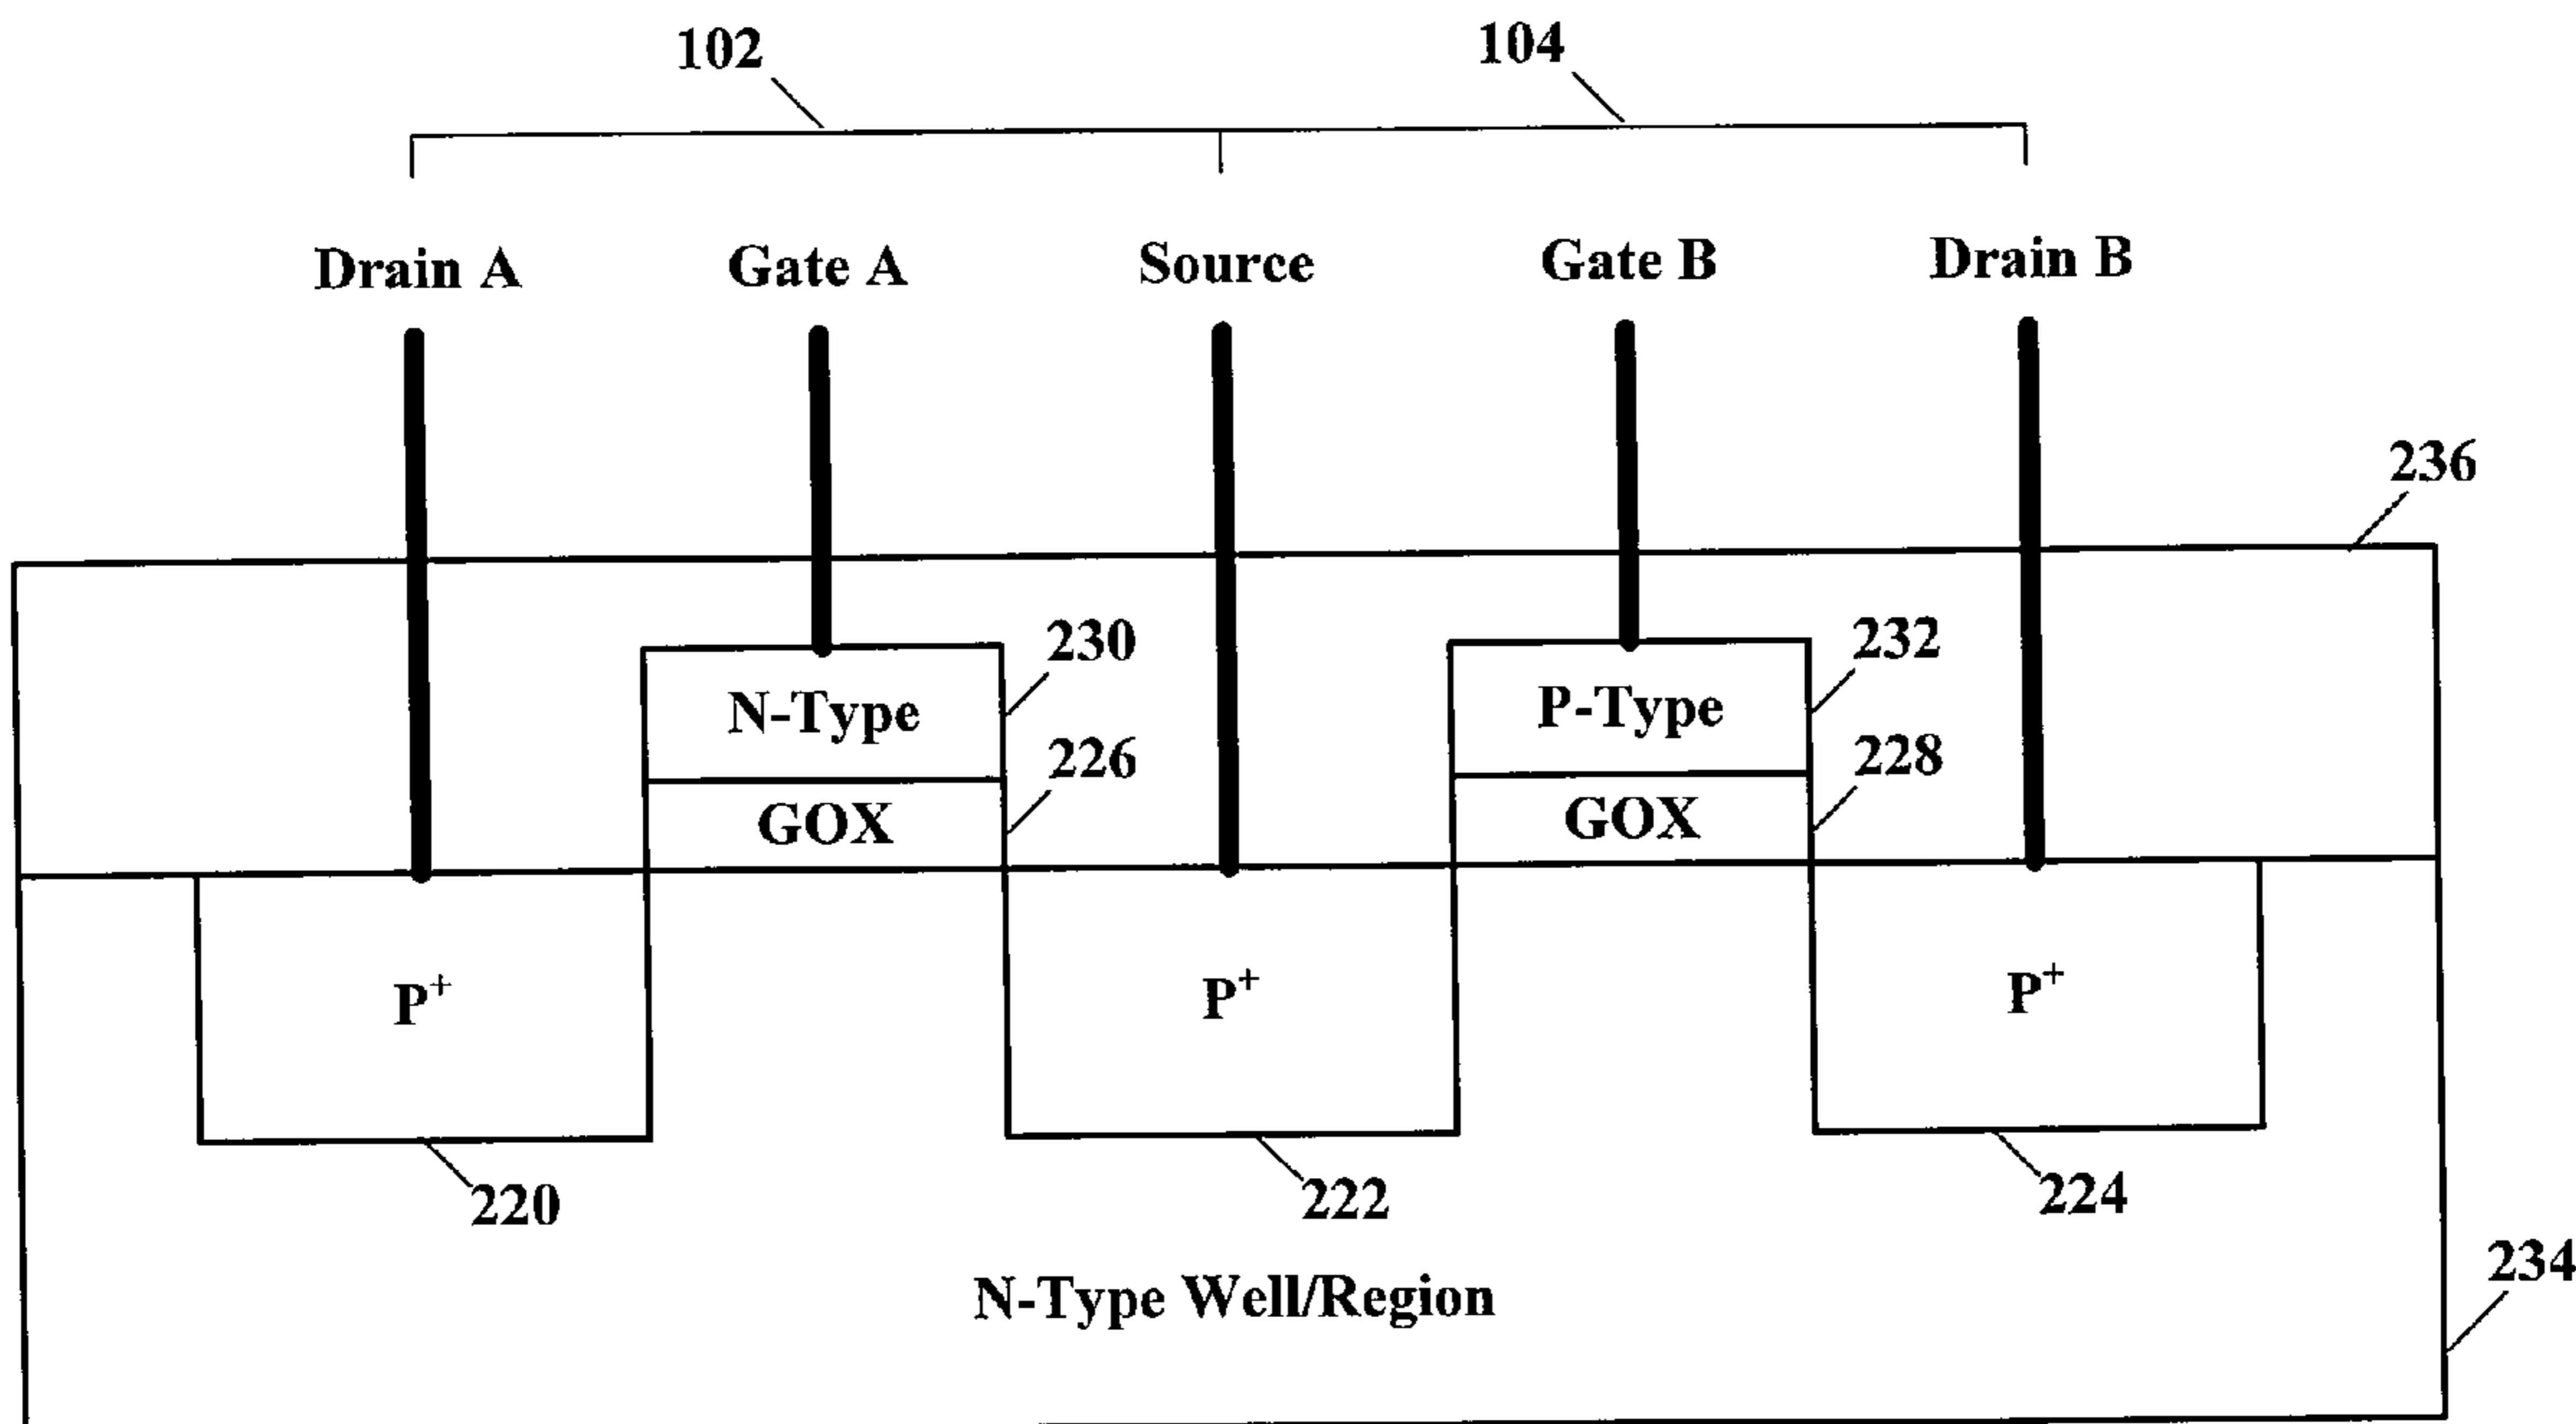 102
104
Drain A
Gate A
Source
Gate B
Drain B
236
230
232
N-Type
P-Type
226
228
GOX
GOX
P+
P+
P+
220
222
224
234
N-Type Well/Region